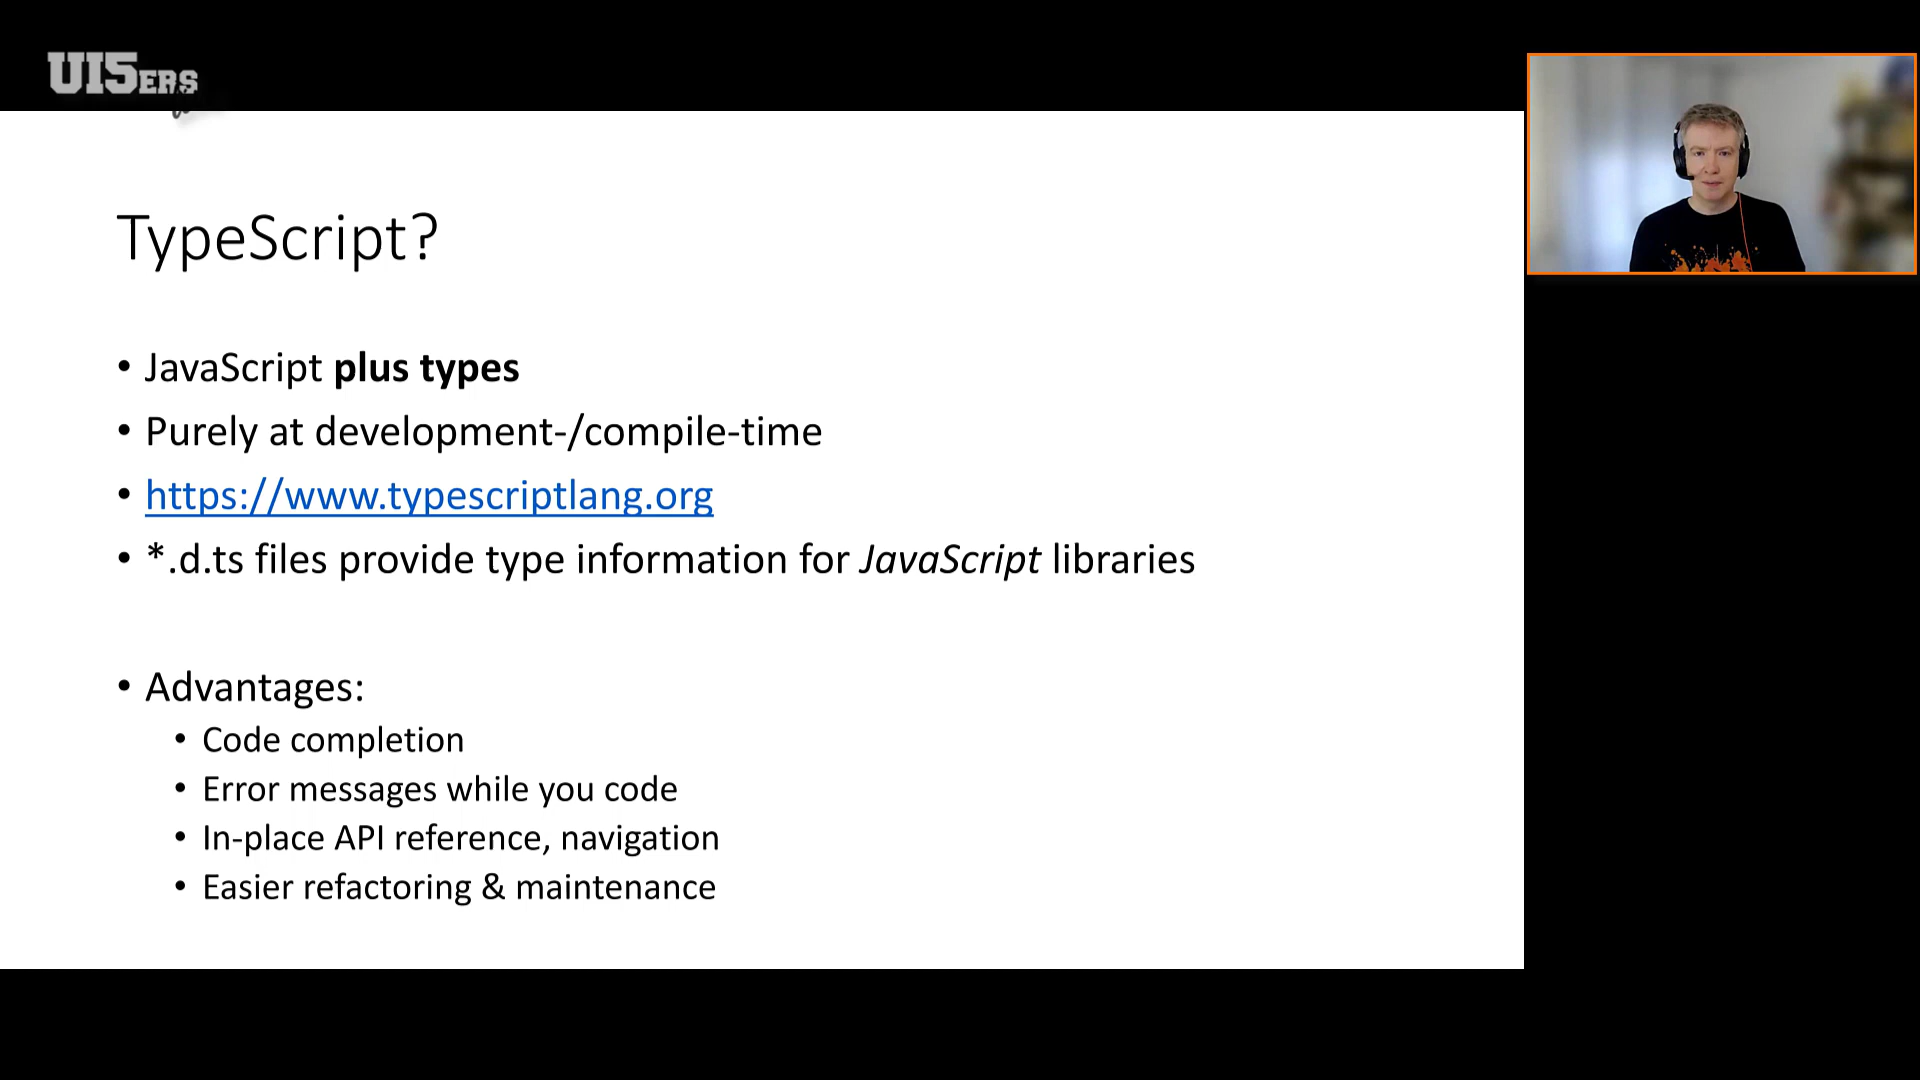 UI5ERS
TypeScript?
• JavaScript plus types
• Purely at development-/compile-time
• https://www.typescriptlang.org
• *.d.ts files provide type information for JavaScript libraries
• Advantages:
• Code completion
• Error messages while you code
• In-place API reference, navigation
• Easier refactoring & maintenance